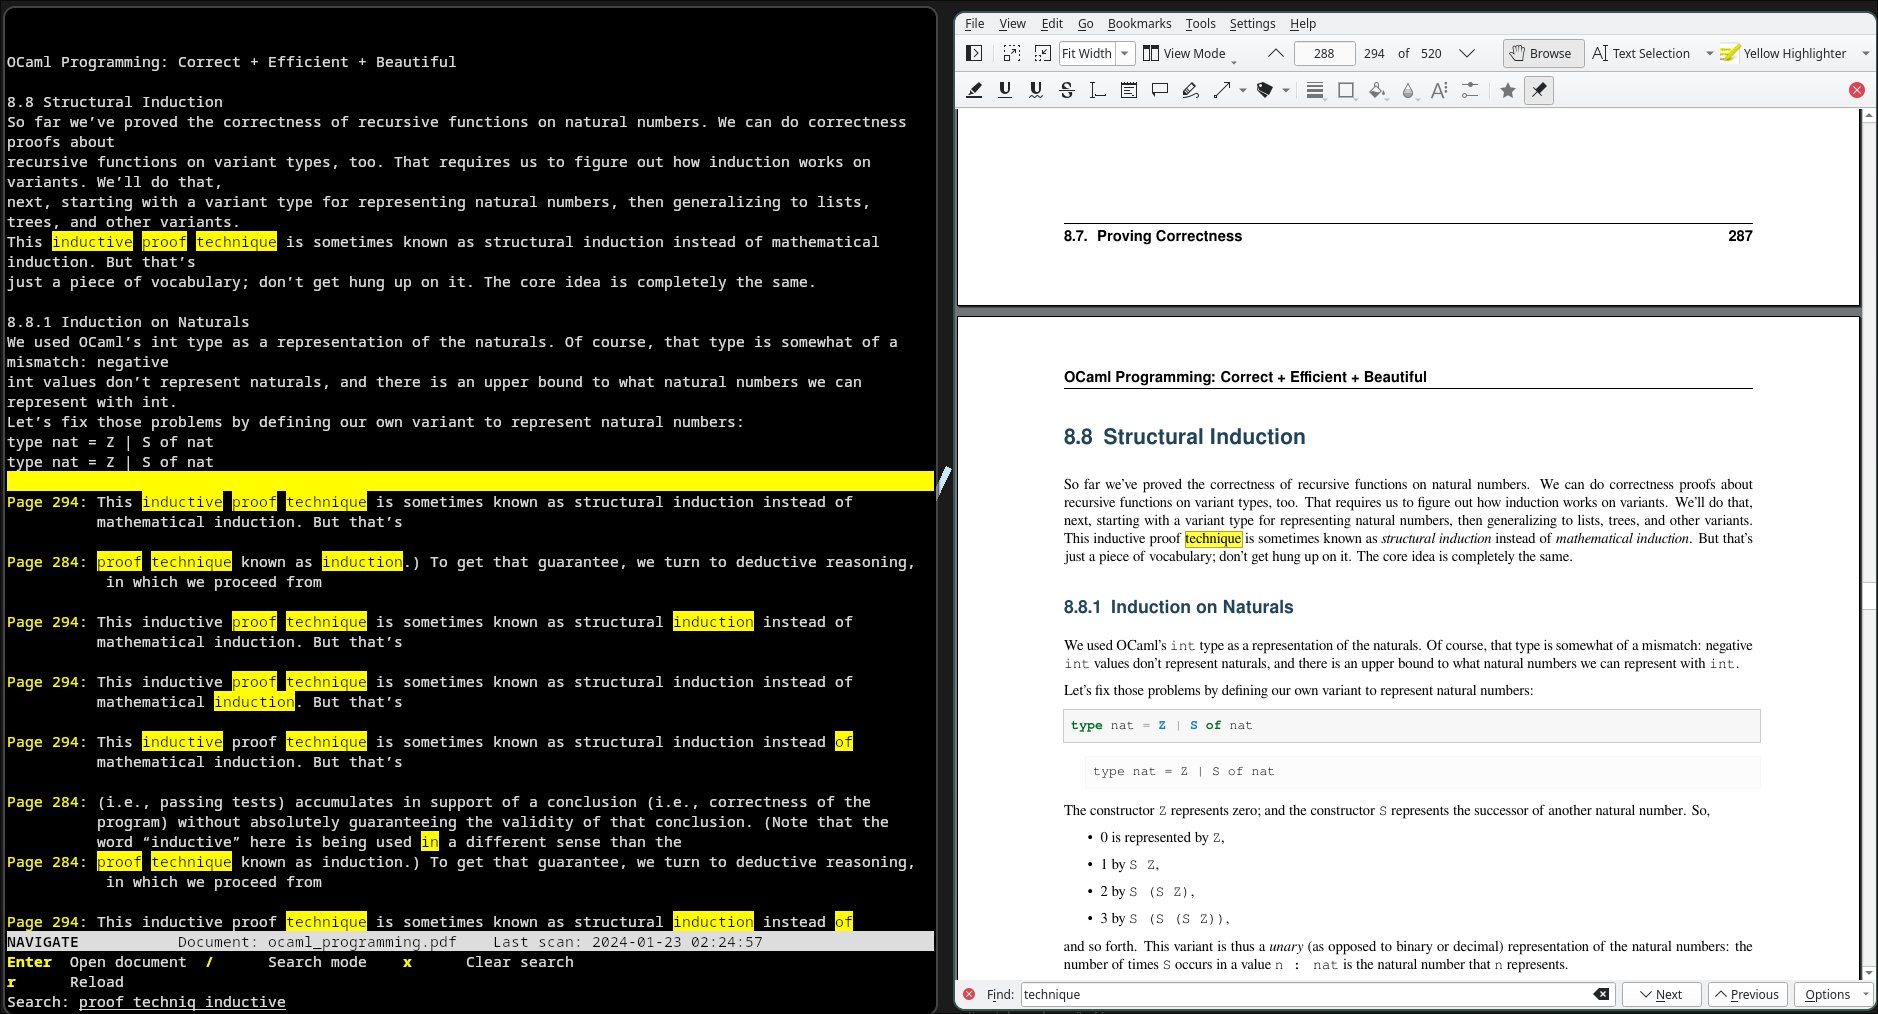 OCaml Programming: Correct + Efficient + Beautiful
8.8 Structural Induction
So far we’ve proved the correctness of recursive functions on natural numbers. We can do correctness
proofs about
recursive functions on variant types, too. That requires us to figure out how induction works on
variants. We’ll do that,
next, starting with a variant type for representing natural numbers, then generalizing to lists,
trees, and other variants.
This inductive proof technique is sometimes known as structural induction instead of mathematical
induction. But that’s
just a piece of vocabulary; don’t get hung up on it. The core idea is completely the same.
8.8.1 Induction on Naturals
We used OCaml’s int type as a representation of the naturals. Of course, that type is somewhat of a
mismatch: negative
int values don’t represent naturals, and there is an upper bound to what natural numbers we can
represent with int.
Let’s fix those problems by defining our own variant to represent natural numbers:
type nat = Z | S of nat
type nat = Z | S of nat
Page 294: This inductive proof technique is sometimes known as structural induction instead of
mathematical induction. But that’s
Page 284: proof technique known as induction.) To get that guarantee, we turn to deductive reasoning,
in which we proceed from
Page 294: This inductive proof technique is sometimes known as structural induction instead of
mathematical induction. But that’s
Page 294: This inductive proof technique is sometimes known as structural induction instead of
mathematical induction. But that’s
Page 294: This inductive proof technique is sometimes known as structural induction instead of
mathematical induction. But that’s
Page 284: (i.e., passing tests) accumulates in support of a conclusion (i.e., correctness of the
program) without absolutely guaranteeing the validity of that conclusion. (Note that the
word “inductive” here is being used in a different sense than the
Page 284: proof technique known as induction.) To get that guarantee, we turn to deductive reasoning,
in which we proceed from
Page 294: This inductive proof technique is sometimes known as structural induction instead of
NAVIGATE Document: ocaml_programming.pdf Last scan: 2024-01-23 02:24:57
Enter Open document / Search mode x Clear search
r Reload
Search: proof techniq inductive
File View Edit Go Bookmarks Tools Settings Help
Fit Width View Mode 288 294 of 520 Browse Text Selection Yellow Highlighter
8.7. Proving Correctness 287
OCaml Programming: Correct + Efficient + Beautiful
8.8 Structural Induction
So far we’ve proved the correctness of recursive functions on natural numbers. We can do correctness proofs about
recursive functions on variant types, too. That requires us to figure out how induction works on variants. We’ll do that,
next, starting with a variant type for representing natural numbers, then generalizing to lists, trees, and other variants.
This inductive proof technique is sometimes known as structural induction instead of mathematical induction. But that’s
just a piece of vocabulary; don’t get hung up on it. The core idea is completely the same.
8.8.1 Induction on Naturals
We used OCaml’s int type as a representation of the naturals. Of course, that type is somewhat of a mismatch: negative
int values don’t represent naturals, and there is an upper bound to what natural numbers we can represent with int.
Let’s fix those problems by defining our own variant to represent natural numbers:
type nat = Z | S of nat
type nat = Z | S of nat
The constructor Z represents zero; and the constructor S represents the successor of another natural number. So,
• 0 is represented by Z,
• 1 by S Z,
• 2 by S (S Z),
• 3 by S (S (S Z)),
and so forth. This variant is thus a unary (as opposed to binary or decimal) representation of the natural numbers: the
number of times S occurs in a value n : nat is the natural number that n represents.
Find: technique Next Previous Options